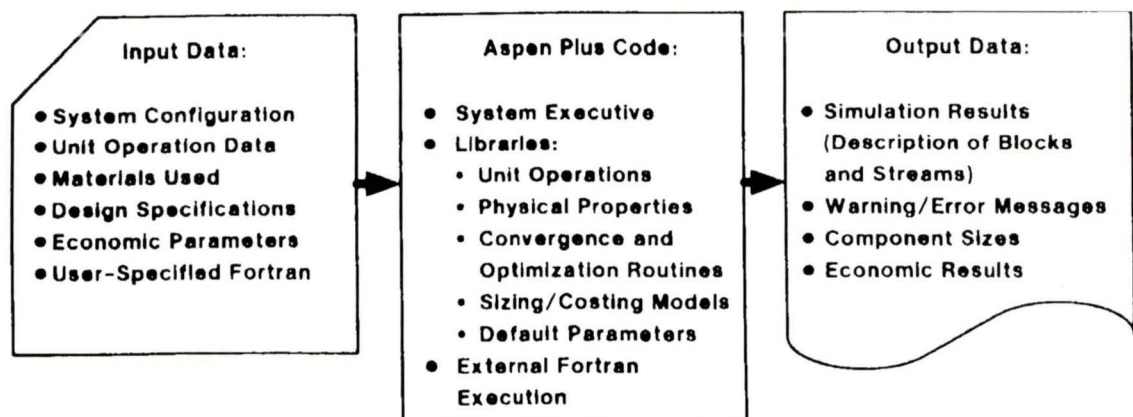 Input Data:
● System Configuration
● Unit Operation Data
● Materials Used
● Design Specifications
● Economic Parameters
● User-Specified Fortran
Aspen Plus Code:
● System Executive
● Libraries:
• Unit Operations
• Physical Properties
• Convergence and
Optimization Routines
• Sizing/Costing Models
• Default Parameters
● External Fortran
Execution
Output Data:
● Simulation Results
(Description of Blocks
and Streams)
● Warning/Error Messages
● Component Sizes
● Economic Results